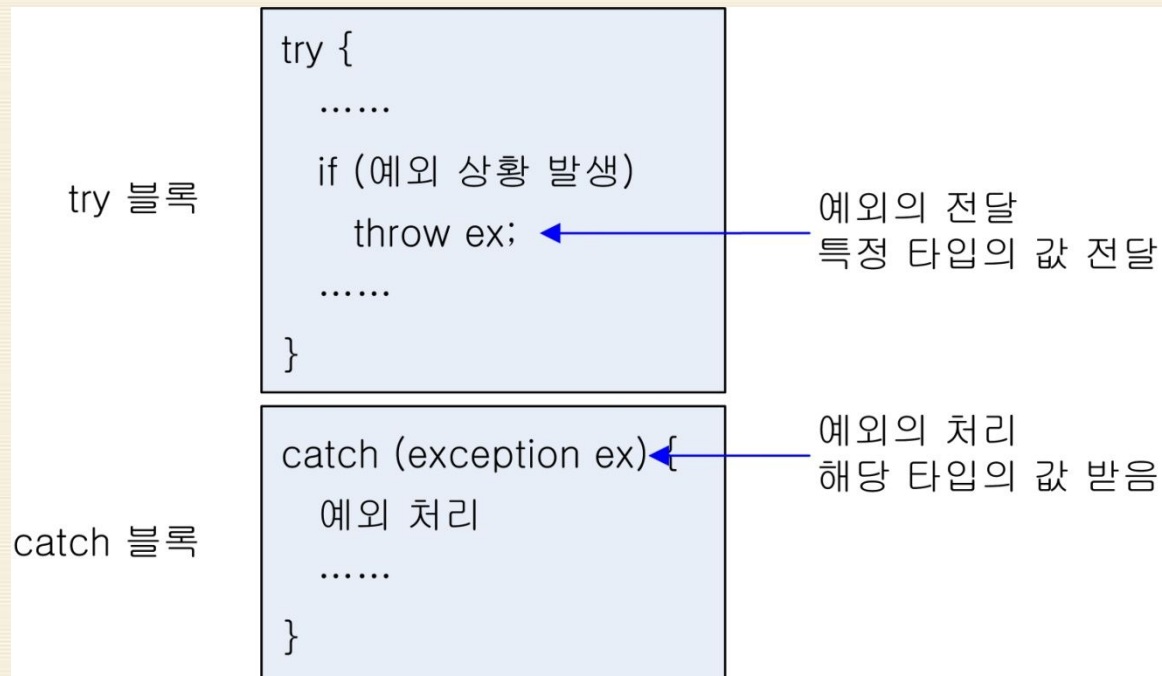 try 블록
try {
……
if (예외 상황 발생)
throw ex;
……
}
예외의 전달
특정 타입의 값 전달
catch 블록
catch (exception ex) {
예외 처리
……
}
예외의 처리
해당 타입의 값 받음